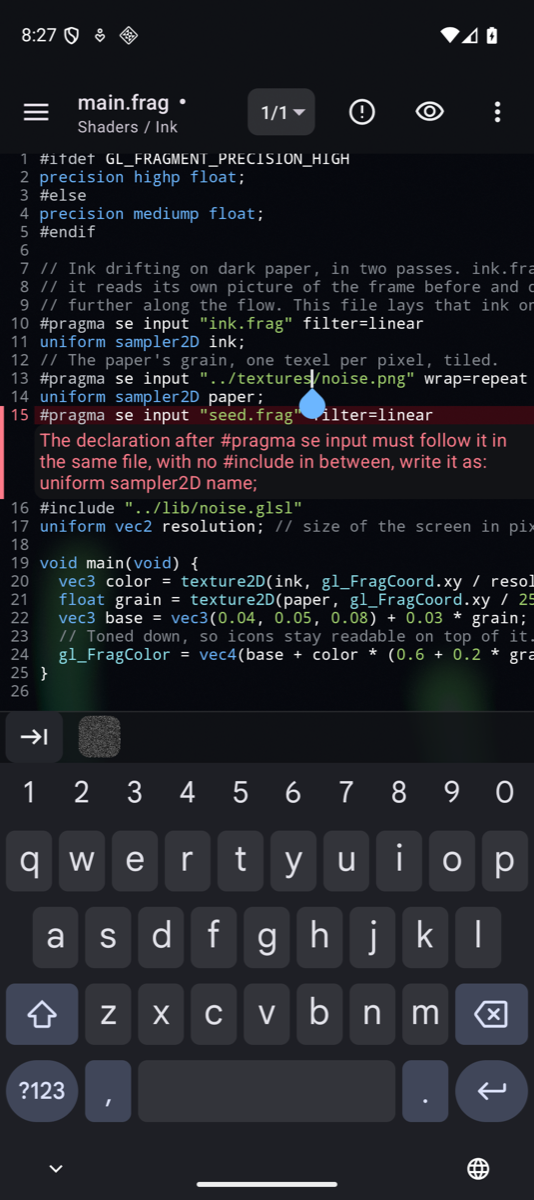 8:27
main.frag •
Shaders / Ink
1/1
1 #ifdef GL_FRAGMENT_PRECISION_HIGH
2 precision highp float;
3 #else
4 precision mediump float;
5 #endif
6
7 // Ink drifting on dark paper, in two passes. ink.fra
8 // it reads its own picture of the frame before and
9 // further along the flow. This file lays that ink on
10 #pragma se input "ink.frag" filter=linear
11 uniform sampler2D ink;
12 // The paper's grain, one texel per pixel, tiled.
13 #pragma se input "../textures/noise.png" wrap=repeat
14 uniform sampler2D paper;
15 #pragma se input "seed.frag" filter=linear
The declaration after #pragma se input must follow it in
the same file, with no #include in between, write it as:
uniform sampler2D name;
16 #include "../lib/noise.glsl"
17 uniform vec2 resolution; // size of the screen in pix
18
19 void main(void) {
20 vec3 color = texture2D(ink, gl_FragCoord.xy / resol
21 float grain = texture2D(paper, gl_FragCoord.xy / 25
22 vec3 base = vec3(0.04, 0.05, 0.08) + 0.03 * grain;
23 // Toned down, so icons stay readable on top of it.
24 gl_FragColor = vec4(base + color * (0.6 + 0.2 * gra
25 }
26
1 2 3 4 5 6 7 8 9 0
q w e r t y u i o p
a s d f g h j k l
z x c v b n m
?123 , .